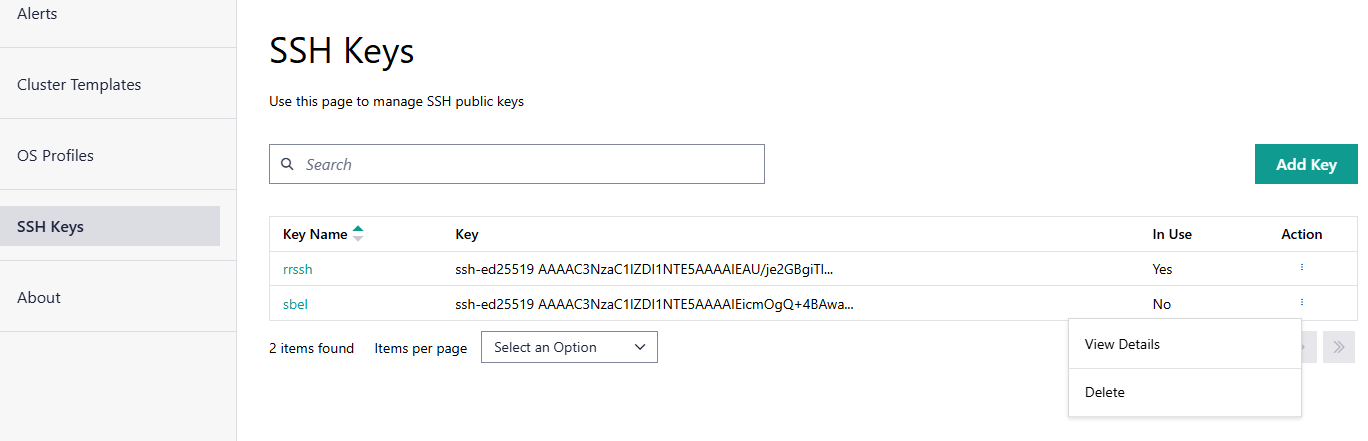 Alerts
Cluster Templates
OS Profiles
SSH Keys
About
SSH Keys
Use this page to manage SSH public keys
Search
Add Key
Key Name Key In Use Action
rrssh ssh-ed25519 AAAAC3NzaC1lZDI1NTE5AAAAIEAU/je2GBgiTl... Yes
sbel ssh-ed25519 AAAAC3NzaC1lZDI1NTE5AAAAIEicmOgQ+4BAwa... No
2 items found Items per page Select an Option
View Details
Delete